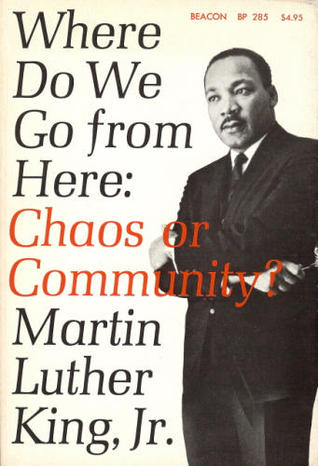 BEACON BP 285 $4.95
Where
Do We
Go from
Here:
Chaos or
Community?
Martin
Luther
King, Jr.